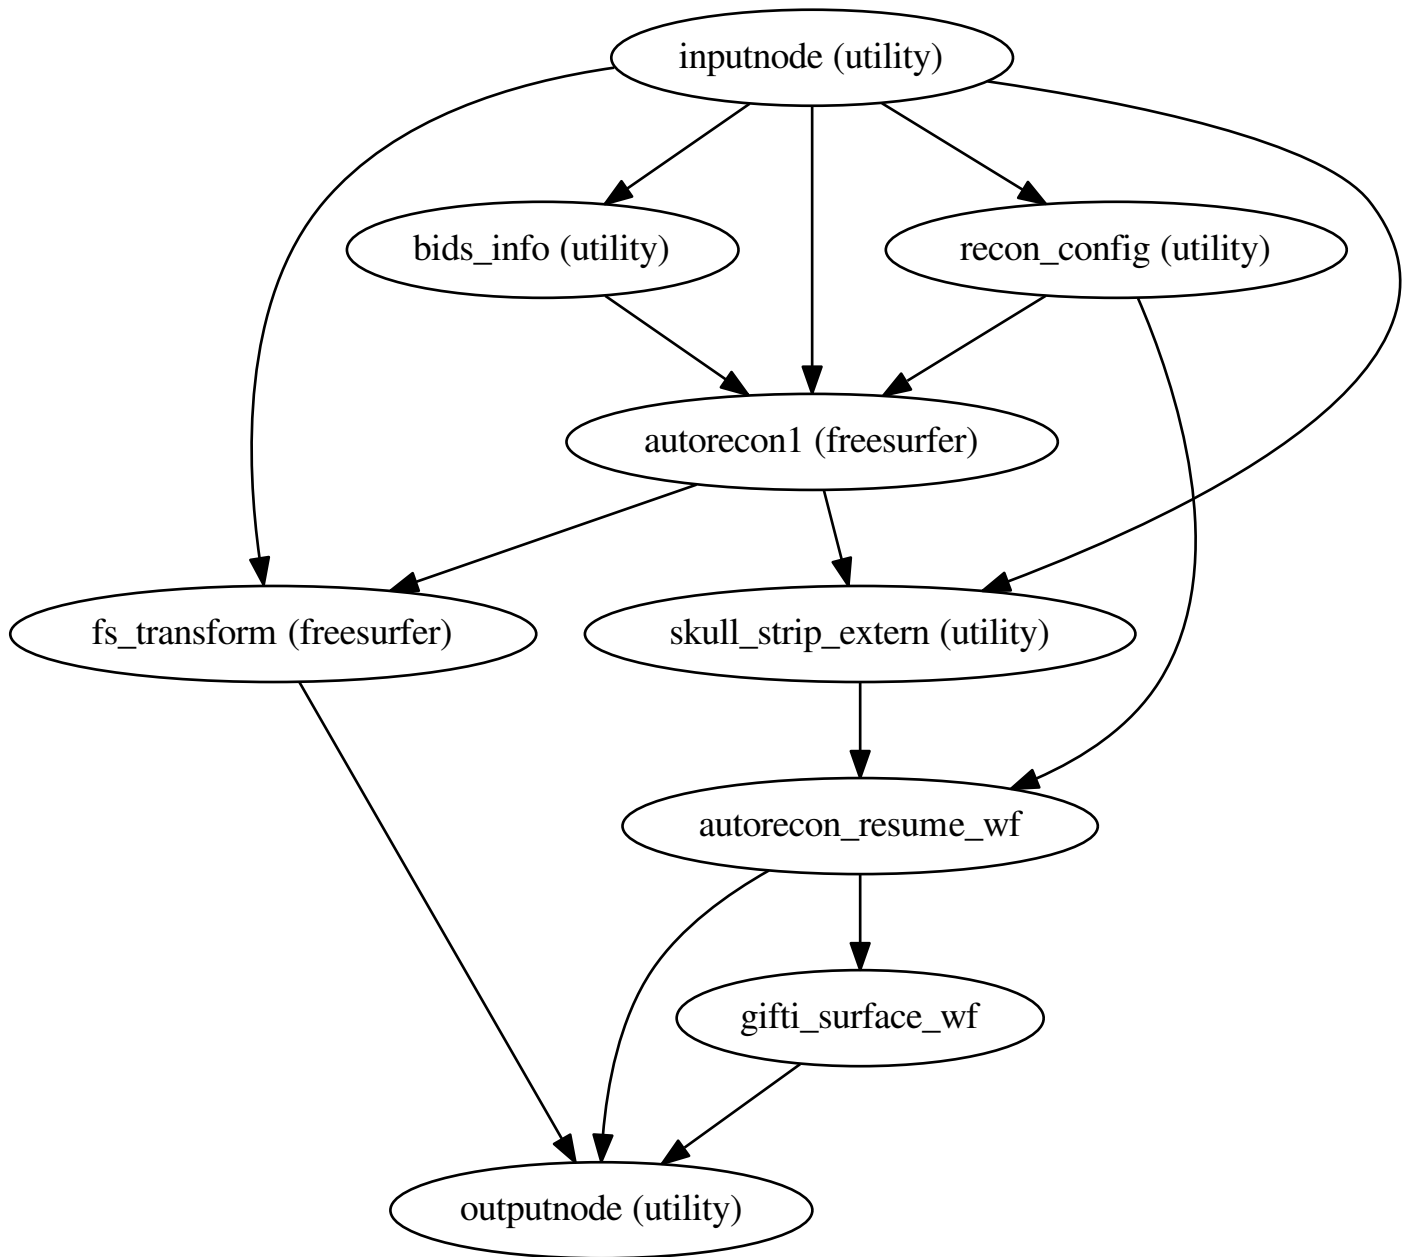 inputnode (utility)
bids_info (utility)
recon_config (utility)
autorecon1 (freesurfer)
fs_transform (freesurfer)
skull_strip_extern (utility)
autorecon_resume_wf
gifti_surface_wf
outputnode (utility)